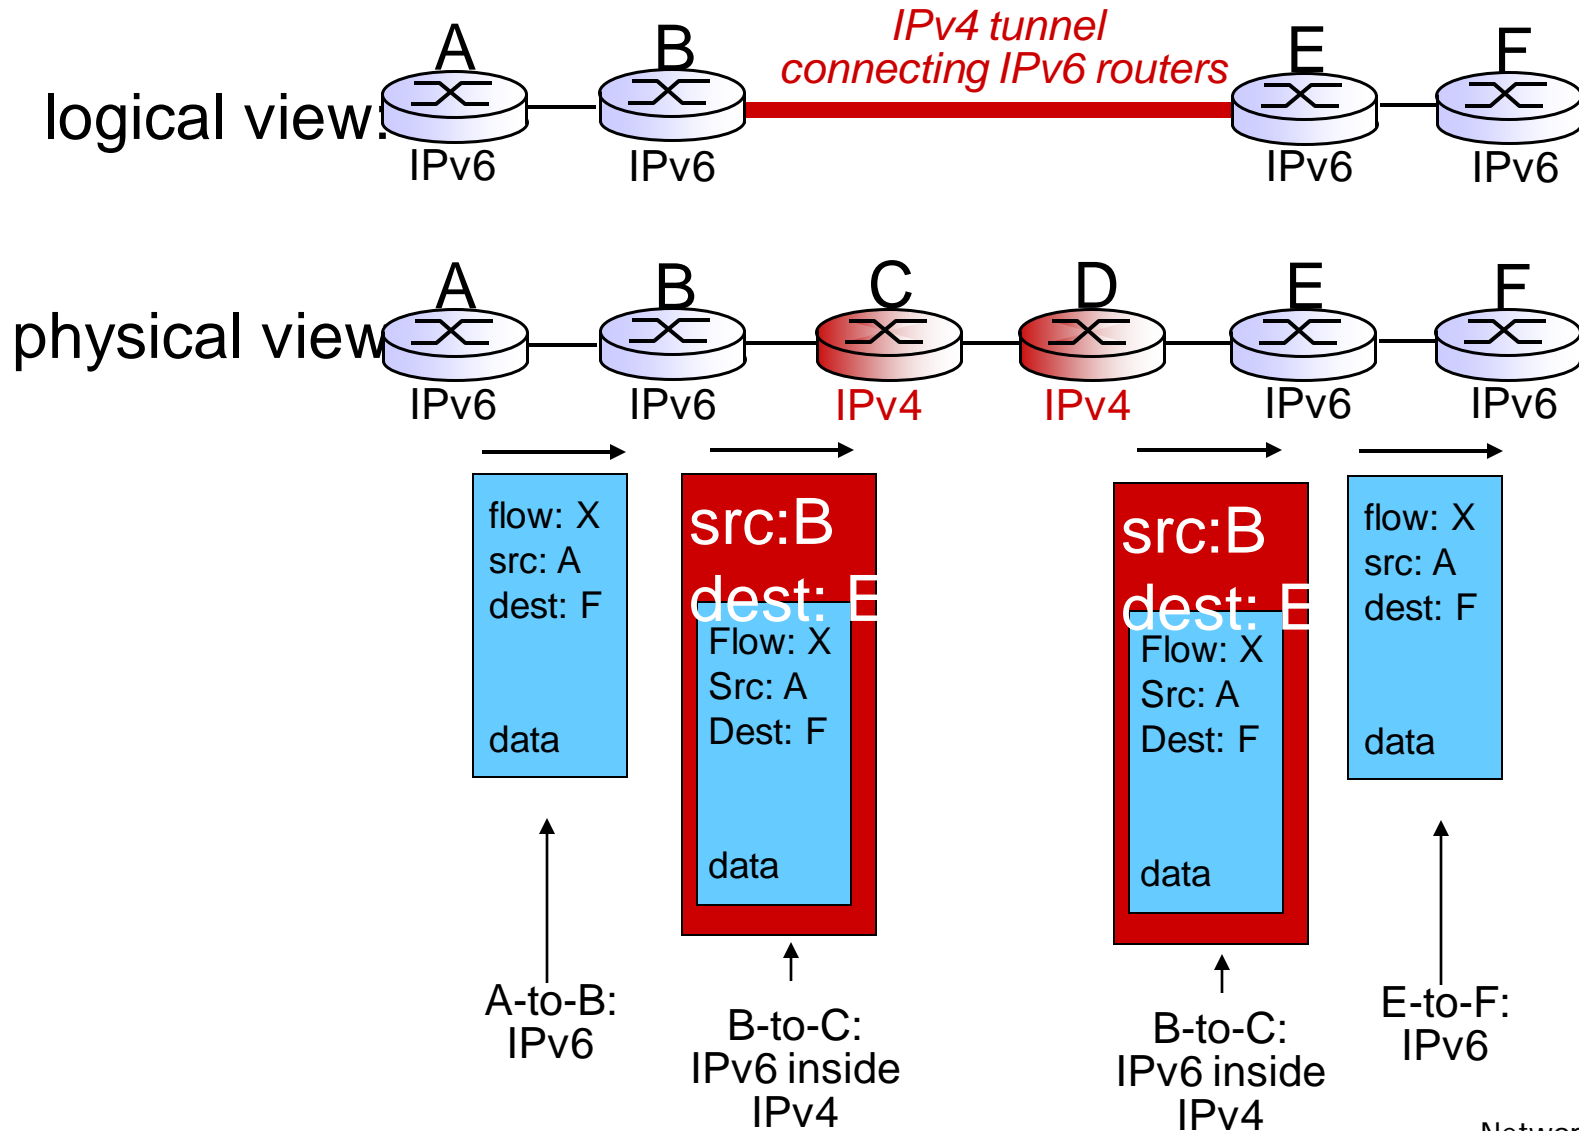 IPv4 tunnel
connecting IPv6 routers
A
B
E
F
logical view:
IPv6
IPv6
IPv6
IPv6
A
B
C
D
E
F
physical view
IPv6
IPv6
IPv4
IPv4
IPv6
IPv6
flow: X
src: A
dest: F
data
src:B
dest: E
Flow: X
Src: A
Dest: F
data
src:B
dest: E
Flow: X
Src: A
Dest: F
data
flow: X
src: A
dest: F
data
A-to-B:
IPv6
B-to-C:
IPv6 inside
IPv4
B-to-C:
IPv6 inside
IPv4
E-to-F:
IPv6